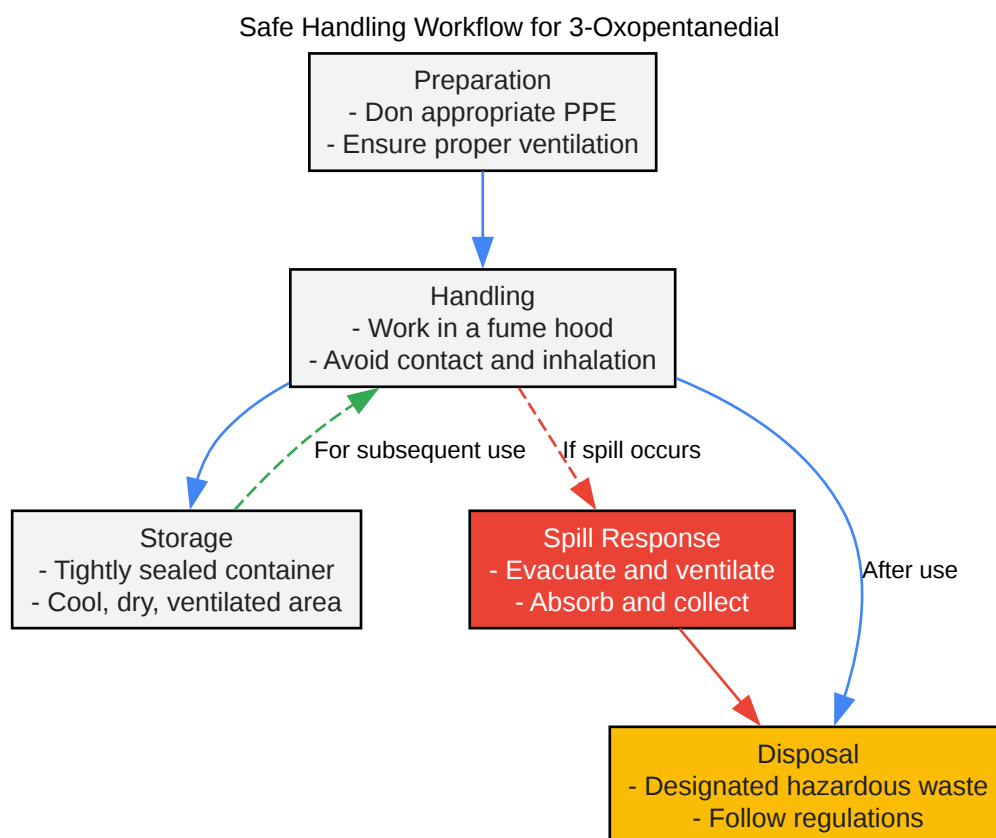 Safe Handling Workflow for 3-Oxopentanedial
Preparation
- Don appropriate PPE
- Ensure proper ventilation
Handling
- Work in a fume hood
- Avoid contact and inhalation
For subsequent use
If spill occurs
Storage
- Tightly sealed container
- Cool, dry, ventilated area
Spill Response
- Evacuate and ventilate
- Absorb and collect
After use
Disposal
- Designated hazardous waste
- Follow regulations